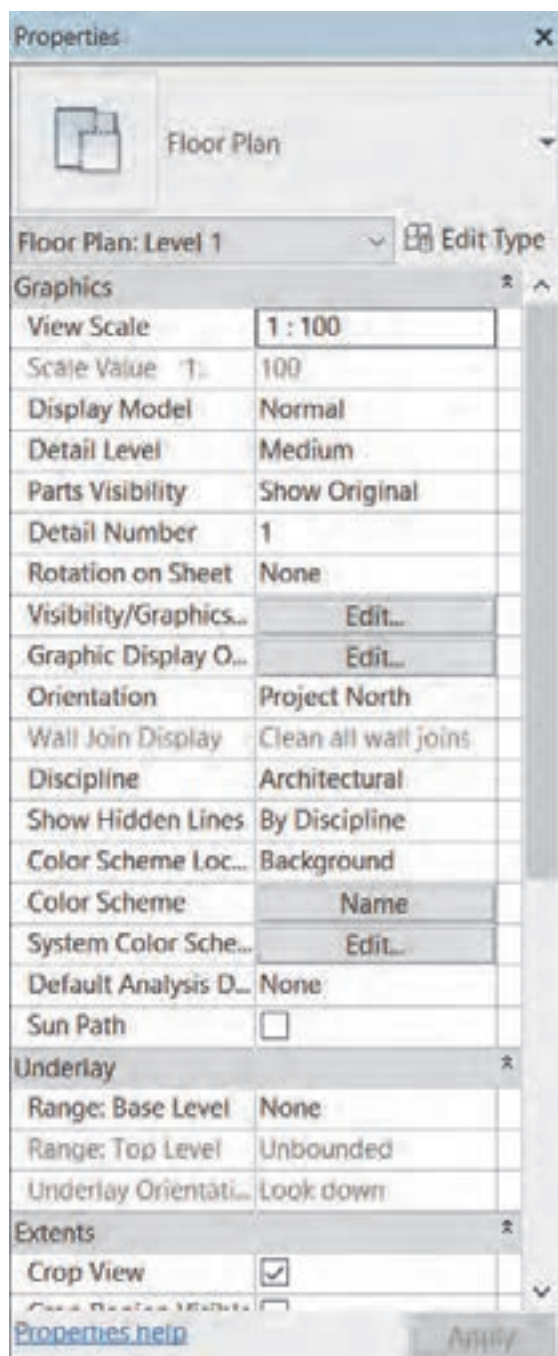 Properties
Floor Plan
Floor Plan: Level 1 Edit Type
Graphics
View Scale 1 : 100
Scale Value 1: 100
Display Model Normal
Detail Level Medium
Parts Visibility Show Original
Detail Number 1
Rotation on Sheet None
Visibility/Graphics... Edit...
Graphic Display O... Edit...
Orientation Project North
Wall Join Display Clean all wall joins
Discipline Architectural
Show Hidden Lines By Discipline
Color Scheme Loc... Background
Color Scheme Name
System Color Sche... Edit...
Default Analysis D... None
Sun Path
Underlay
Range: Base Level None
Range: Top Level Unbounded
Underlay Orientati... Look down
Extents
Crop View
Properties help Apply